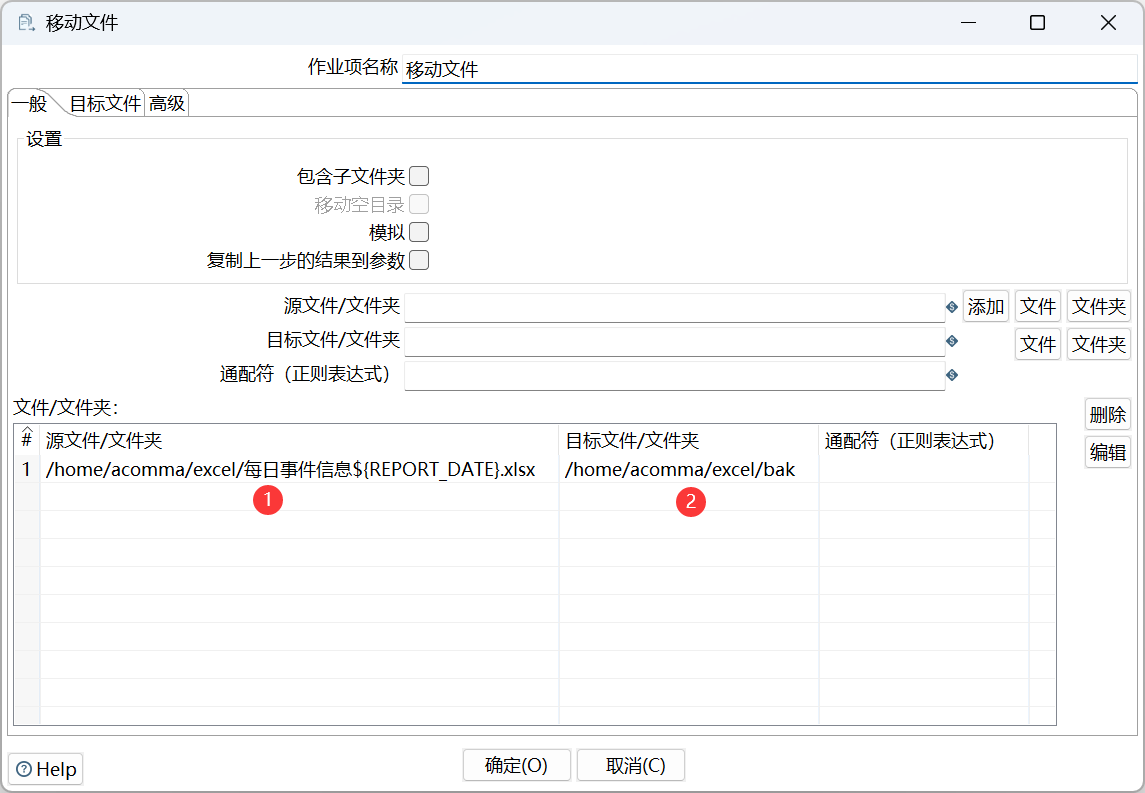 移动文件
作业项名称 移动文件
一般 目标文件 高级
设置
包含子文件夹
移动空目录
模拟
复制上一步的结果到参数
源文件/文件夹 添加 文件 文件夹
目标文件/文件夹 文件 文件夹
通配符（正则表达式）
文件/文件夹：
删除
# 源文件/文件夹 目标文件/文件夹 通配符（正则表达式）
编辑
1 /home/acomma/excel/每日事件信息${REPORT_DATE}.xlsx /home/acomma/excel/bak
1 2
Help 确定(O) 取消(C)